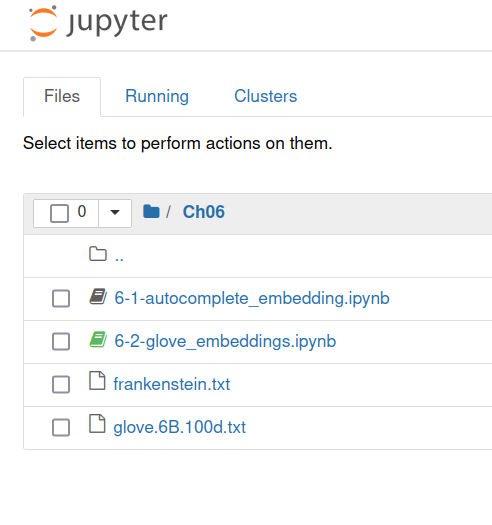 jupyter
Files Running Clusters
Select items to perform actions on them.
0 / Ch06
..
6-1-autocomplete_embedding.ipynb
6-2-glove_embeddings.ipynb
frankenstein.txt
glove.6B.100d.txt